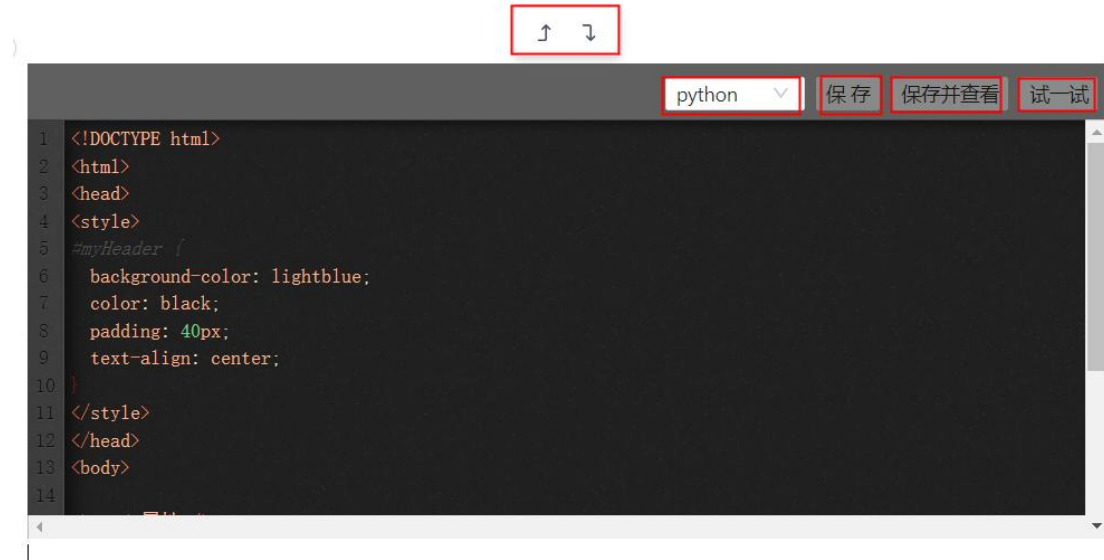 python 保存 保存并查看 试一试
1 <!DOCTYPE html>
2 <html>
3 <head>
4 <style>
5 #myHeader {
6   background-color: lightblue;
7   color: black;
8   padding: 40px;
9   text-align: center;
10 }
11 </style>
12 </head>
13 <body>
14